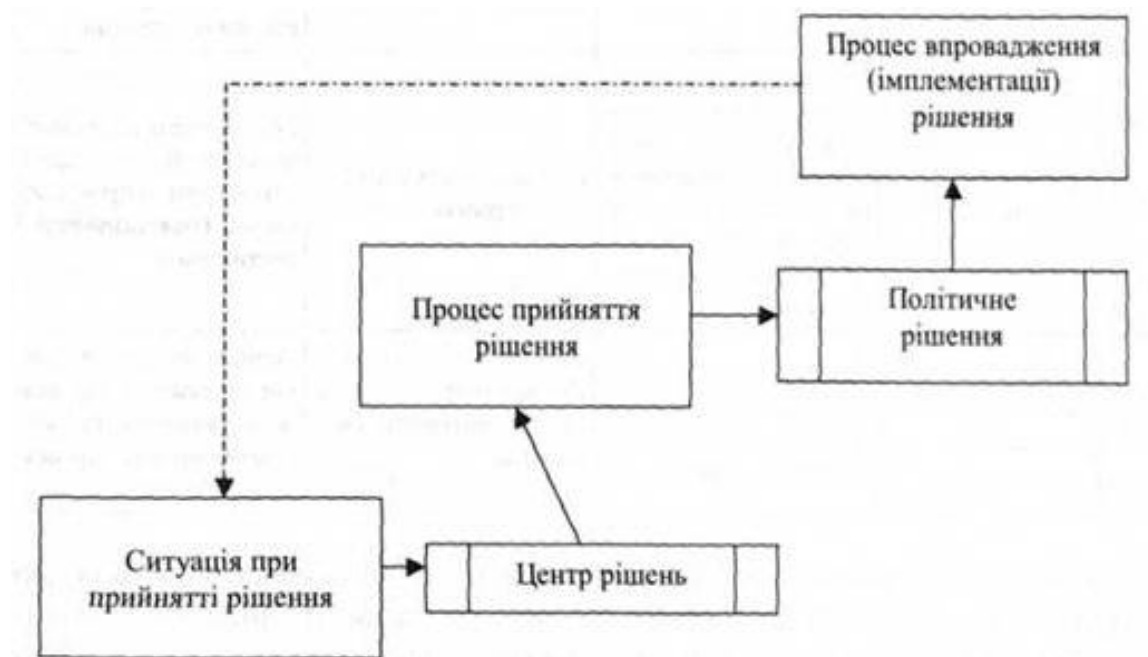 Процес впровадження
(імплементації)
рішення
Політичне
рішення
Процес прийняття
рішення
Ситуація при
прийнятті рішення
Центр рішень